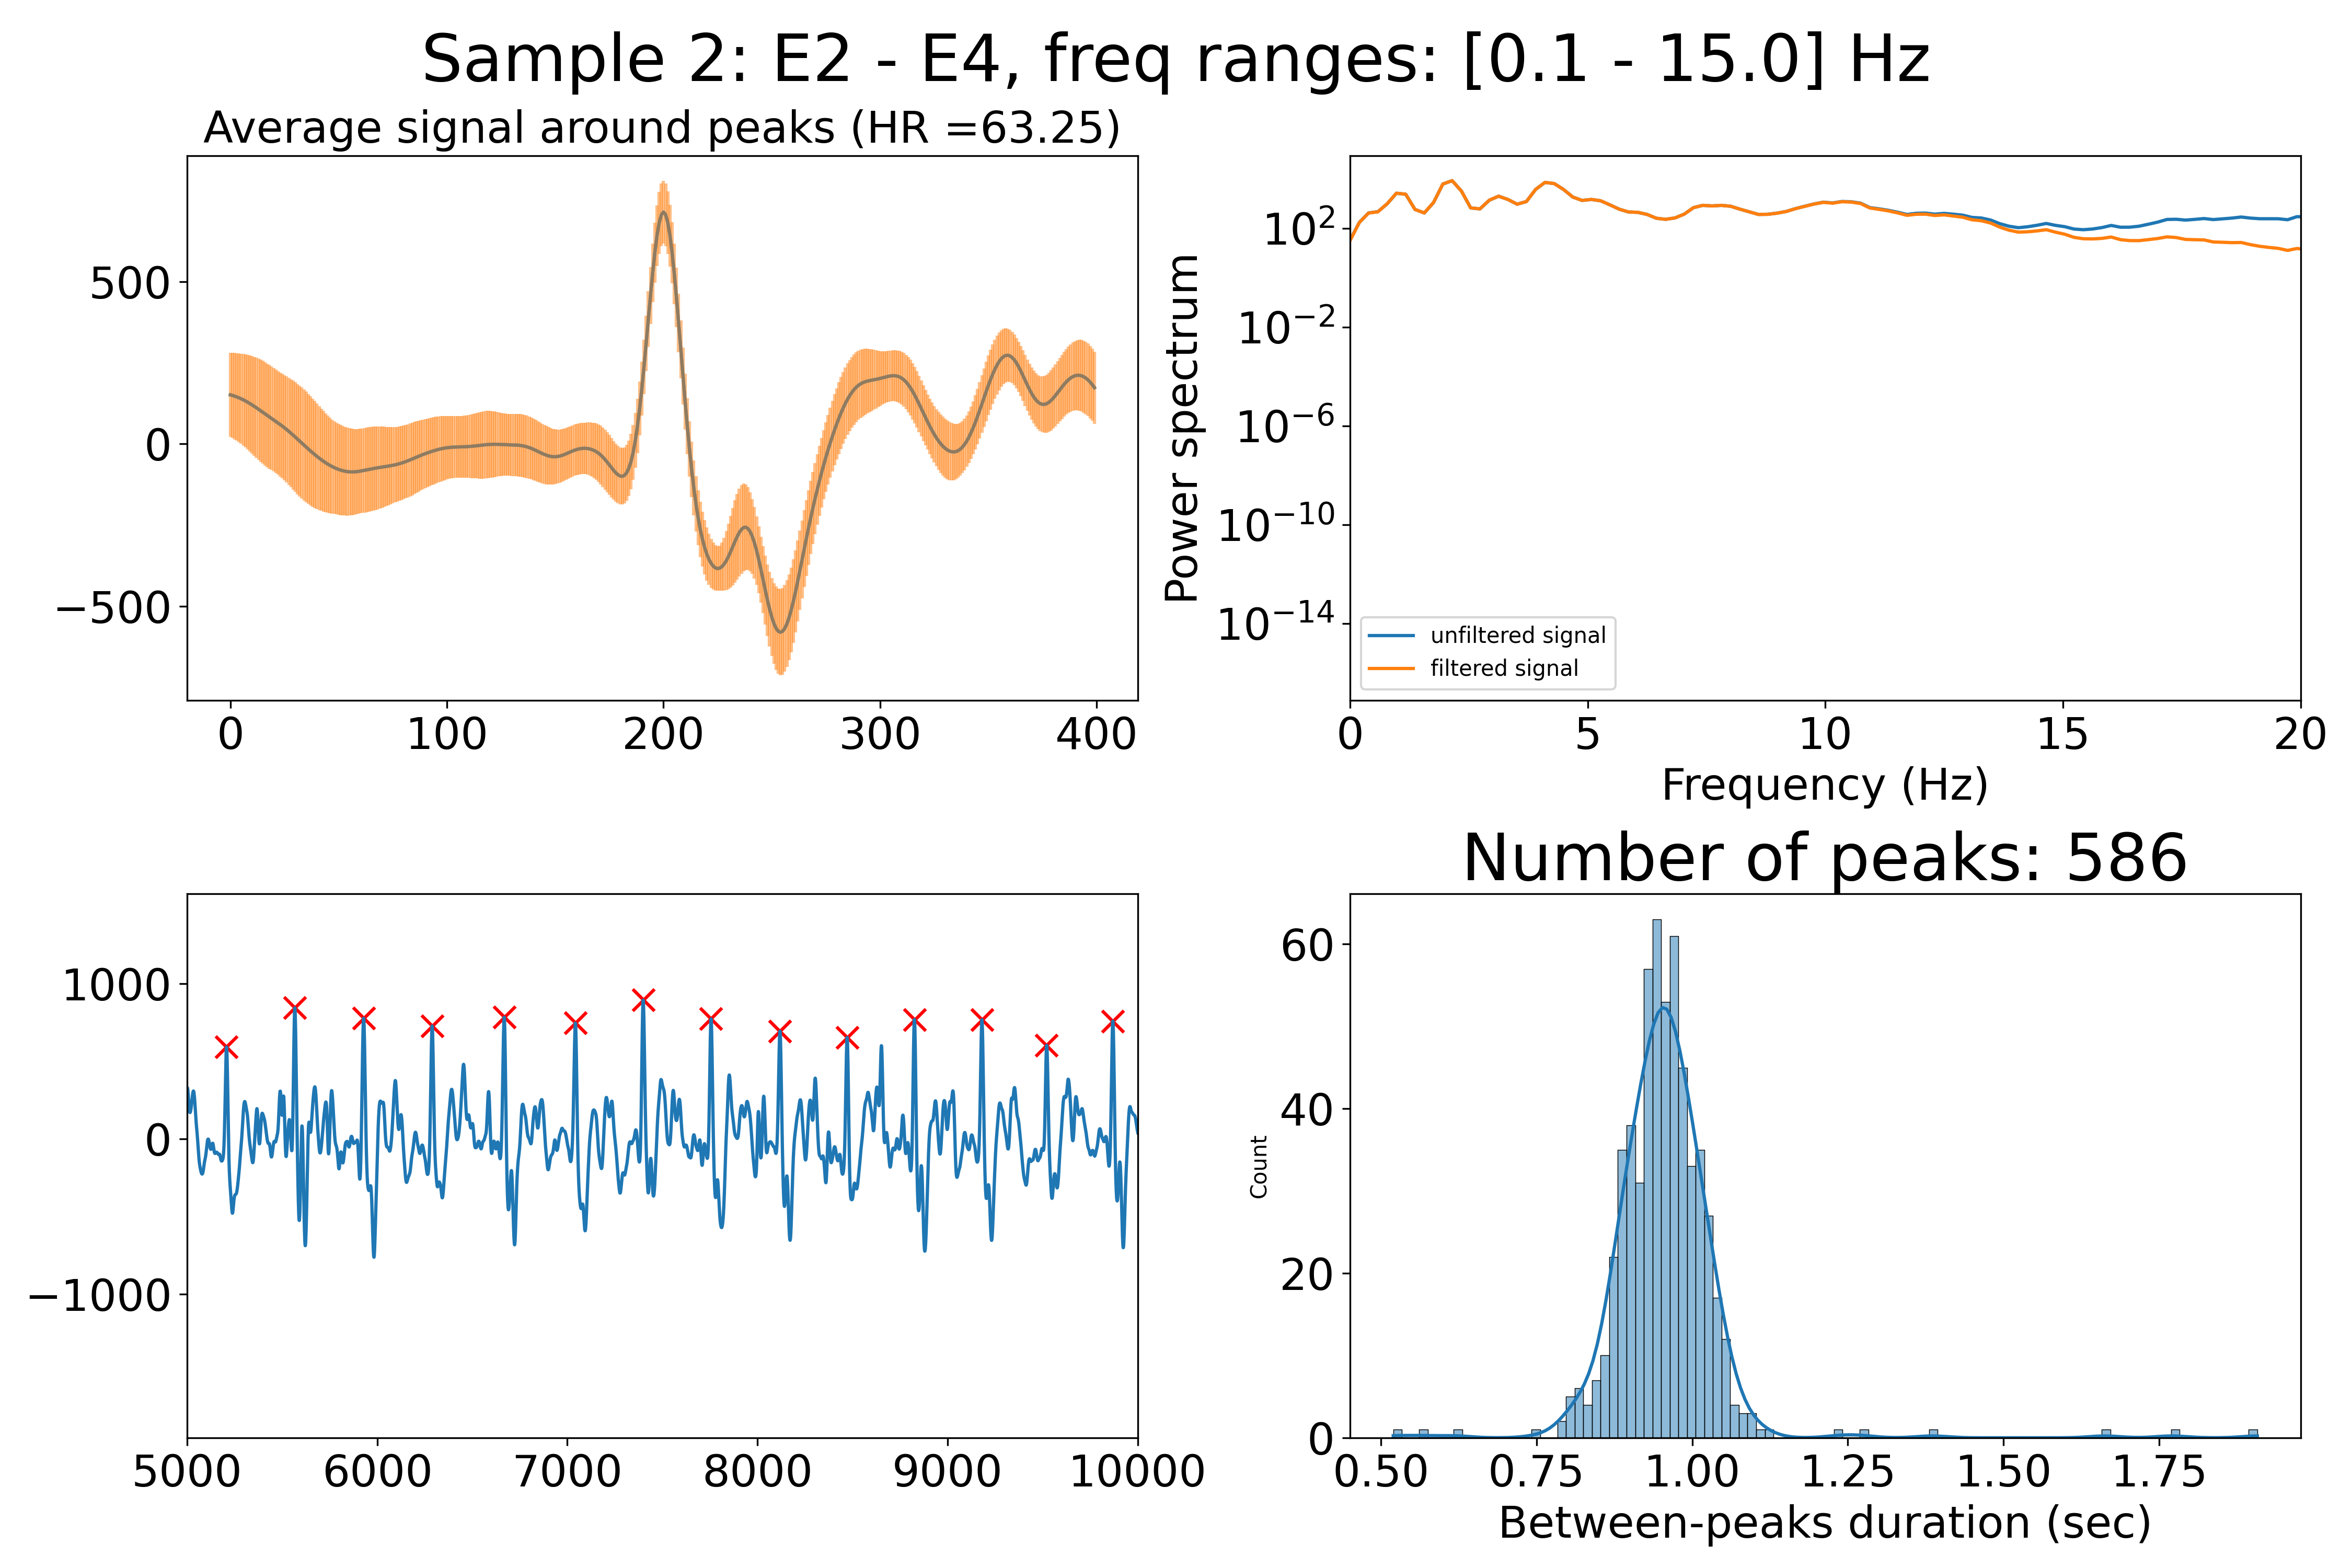 Sample 2: E2 - E4, freq ranges: [0.1 - 15.0] Hz
Average signal around peaks (HR =63.25)
500
0
−500
0 100 200 300 400
Power spectrum
10²
10⁻²
10⁻⁶
10⁻¹⁰
10⁻¹⁴
unfiltered signal
filtered signal
0 5 10 15 20
Frequency (Hz)
1000
0
−1000
5000 6000 7000 8000 9000 10000
Number of peaks: 586
Count
60
40
20
0
0.50 0.75 1.00 1.25 1.50 1.75
Between-peaks duration (sec)